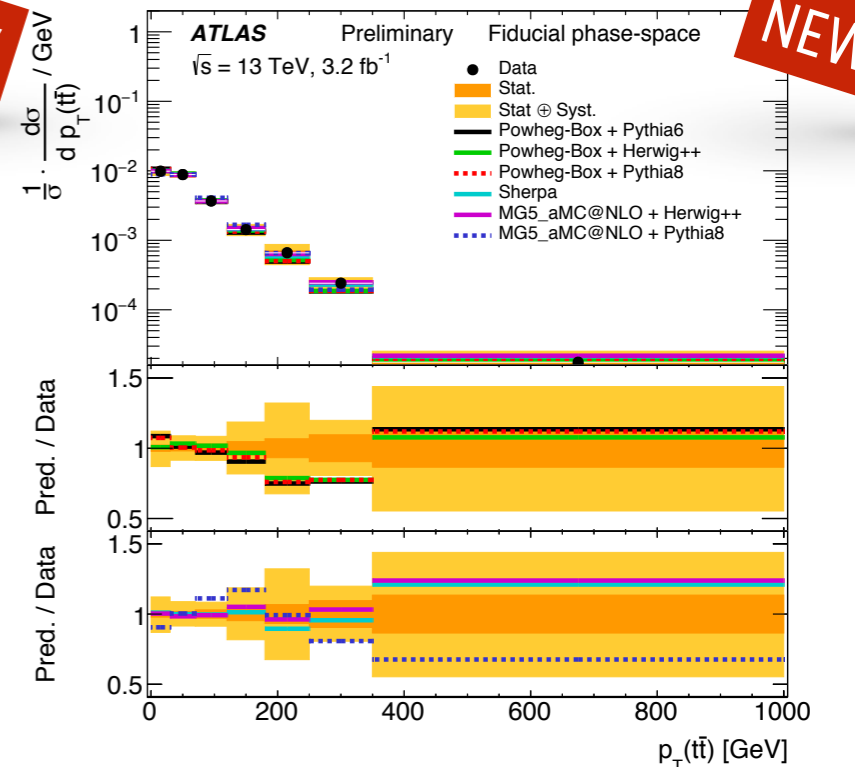 NEW
ATLAS Preliminary Fiducial phase-space
√s = 13 TeV, 3.2 fb⁻¹
Data
Stat.
Stat ⊕ Syst.
Powheg-Box + Pythia6
Powheg-Box + Herwig++
Powheg-Box + Pythia8
Sherpa
MG5_aMC@NLO + Herwig++
MG5_aMC@NLO + Pythia8
1/σ · dσ / d p_T(tt̄) / GeV
1
10⁻¹
10⁻²
10⁻³
10⁻⁴
Pred. / Data
1.5
1
0.5
Pred. / Data
1.5
1
0.5
0 200 400 600 800 1000
p_T(tt̄) [GeV]